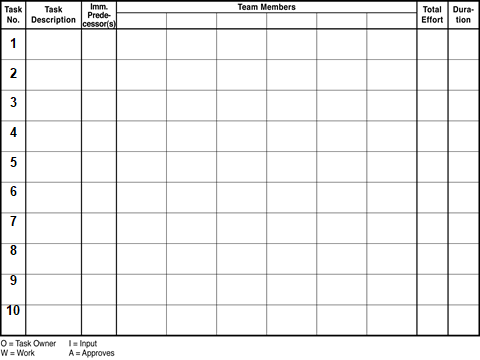 Task No.
Task Description
Imm. Prede-cessor(s)
Team Members
Total Effort
Dura-tion
1
2
3
4
5
6
7
8
9
10
O = Task Owner I = Input
W = Work A = Approves